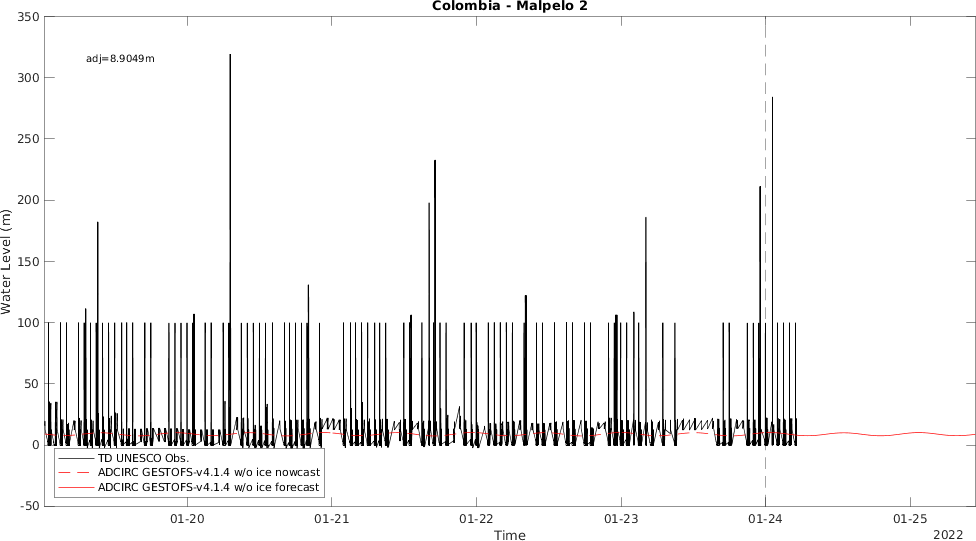 Colombia - Malpelo 2
350
300
250
200
150
100
50
0
-50
Water Level (m)
adj=8.9049m
TD UNESCO Obs.
ADCIRC GESTOFS-v4.1.4 w/o ice nowcast
ADCIRC GESTOFS-v4.1.4 w/o ice forecast
01-20 01-21 01-22 01-23 01-24 01-25
Time
2022